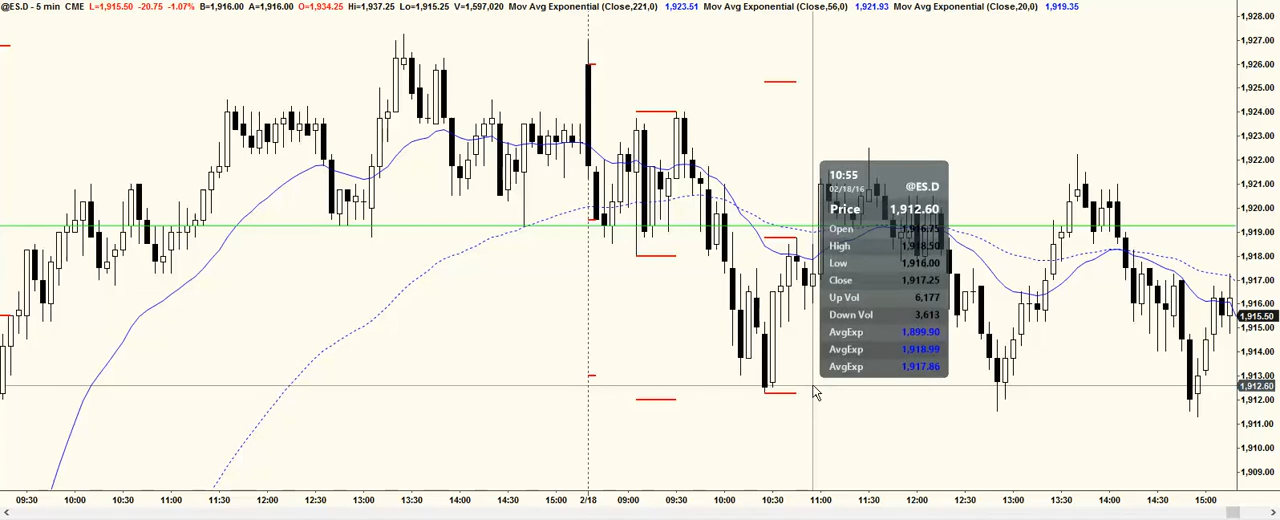 @ES.D - 5 min CME L=1,915.50 -20.75 -1.07% B=1,916.00 A=1,916.00 O=1,934.25 Hi=1,937.25 Lo=1,915.25 V=1,597,020 Mov Avg Exponential (Close,221,0) 1,923.51 Mov Avg Exponential (Close,56,0) 1,921.93 Mov Avg Exponential (Close,20,0) 1,919.35
1,928.00
1,927.00
1,926.00
1,925.00
1,924.00
1,923.00
1,922.00
1,921.00
1,920.00
1,919.00
1,918.00
1,917.00
1,916.00
1,915.50
1,915.00
1,914.00
1,913.00
1,912.60
1,912.00
1,911.00
1,910.00
1,909.00
10:55
02/18/16 @ES.D
Price 1,912.60
Open 1,916.75
High 1,918.50
Low 1,916.00
Close 1,917.25
Up Vol 6,177
Down Vol 3,613
AvgExp 1,899.90
AvgExp 1,918.99
AvgExp 1,917.86
09:30 10:00 10:30 11:00 11:30 12:00 12:30 13:00 13:30 14:00 14:30 15:00 2/18 09:00 09:30 10:00 10:30 11:00 11:30 12:00 12:30 13:00 13:30 14:00 14:30 15:00